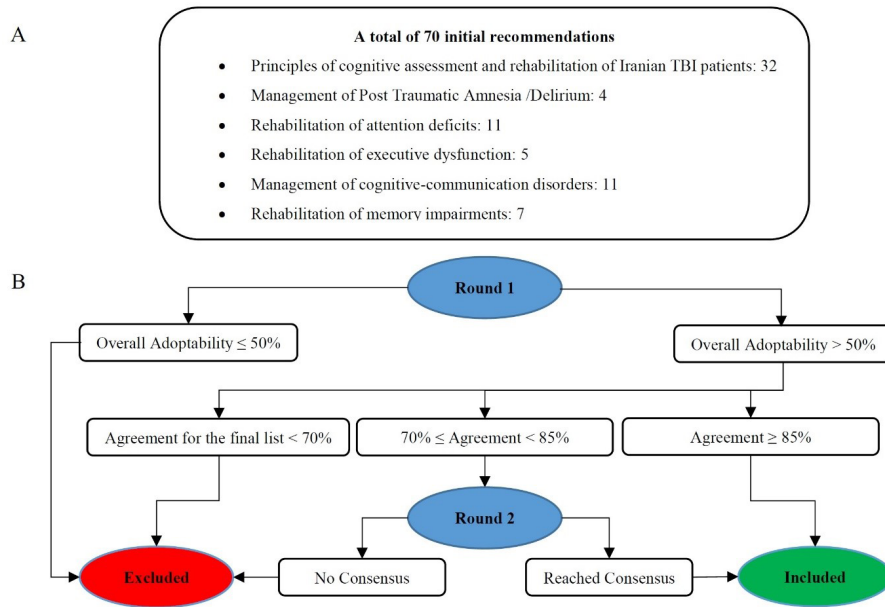 A
A total of 70 initial recommendations
• Principles of cognitive assessment and rehabilitation of Iranian TBI patients: 32
• Management of Post Traumatic Amnesia /Delirium: 4
• Rehabilitation of attention deficits: 11
• Rehabilitation of executive dysfunction: 5
• Management of cognitive-communication disorders: 11
• Rehabilitation of memory impairments: 7
B
Round 1
Overall Adoptability ≤ 50%
Overall Adoptability > 50%
Agreement for the final list < 70%
70% ≤ Agreement < 85%
Agreement ≥ 85%
Round 2
Excluded
No Consensus
Reached Consensus
Included